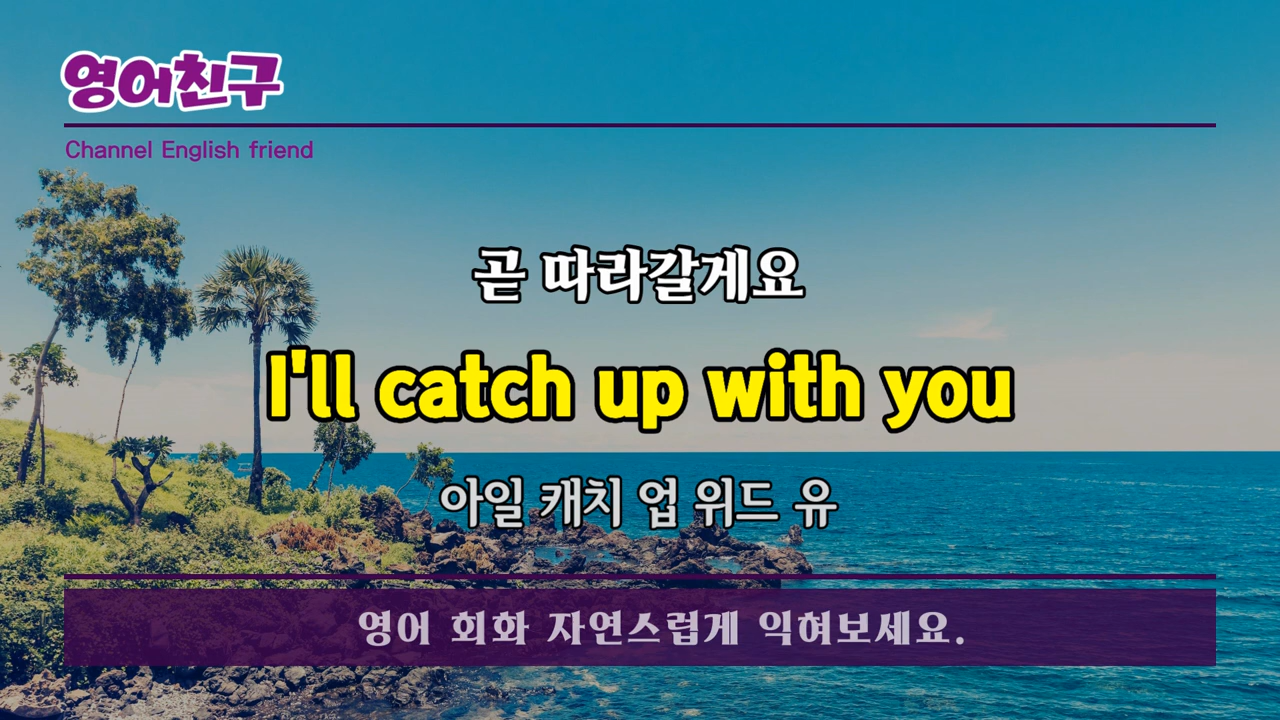 영어친구
Channel English friend
곧 따라갈게요
I'll catch up with you
아일 캐치 업 위드 유
영어 회화 자연스럽게 익혀보세요.